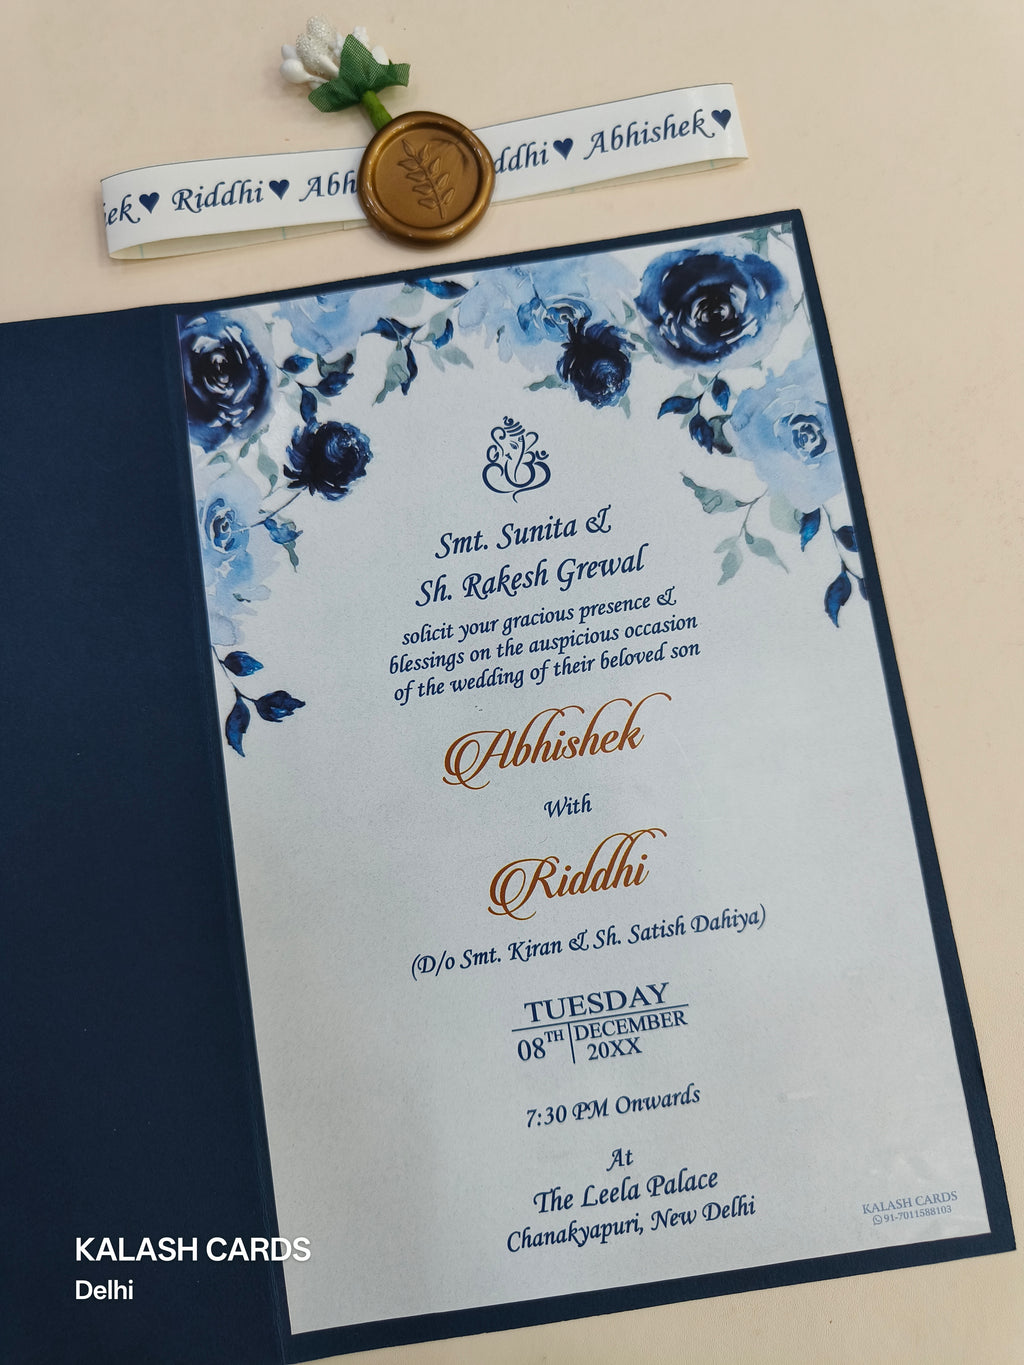 ek♥ Riddhi♥ Abh
ddhi♥ Abhishek♥
Smt. Sunita &
Sh. Rakesh Grewal
solicit your gracious presence &
blessings on the auspicious occasion
of the wedding of their beloved son
Abhishek
With
Riddhi
(D/o Smt. Kiran & Sh. Satish Dahiya)
TUESDAY
08TH DECEMBER
20XX
7:30 PM Onwards
At
The Leela Palace
Chanakyapuri, New Delhi
KALASH CARDS
91-7011588103
KALASH CARDS
Delhi